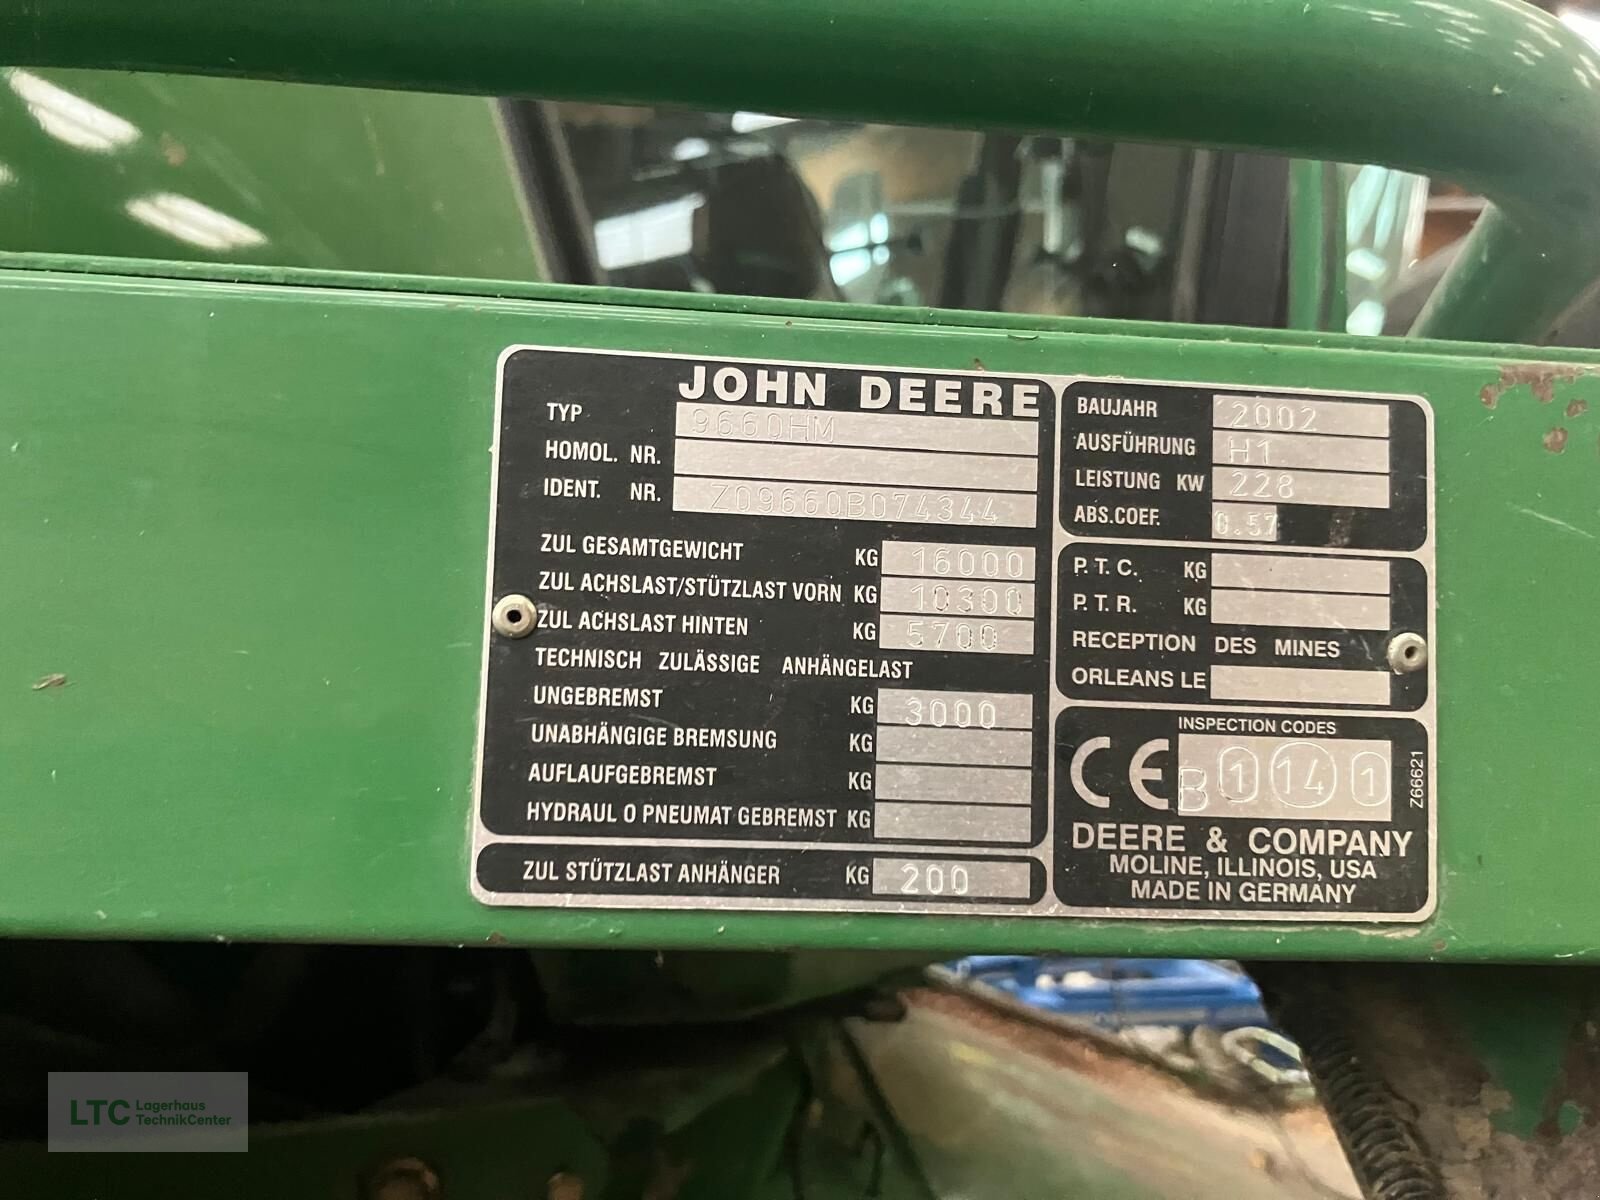 JOHN DEERE
TYP 9660HM
HOMOL. NR.
IDENT. NR. Z09660B074344
ZUL GESAMTGEWICHT KG 16000
ZUL ACHSLAST/STÜTZLAST VORN KG 10300
ZUL ACHSLAST HINTEN KG 5700
TECHNISCH ZULÄSSIGE ANHÄNGELAST
UNGEBREMST KG 3000
UNABHÄNGIGE BREMSUNG KG
AUFLAUFGEBREMST KG
HYDRAUL O PNEUMAT GEBREMST KG
ZUL STÜTZLAST ANHÄNGER KG 200
BAUJAHR 2002
AUSFÜHRUNG H1
LEISTUNG KW 228
ABS.COEF. 0.57
P. T. C. KG
P. T. R. KG
RECEPTION DES MINES
ORLEANS LE
INSPECTION CODES
CE B 1 14 1
Z66621
DEERE & COMPANY
MOLINE, ILLINOIS, USA
MADE IN GERMANY
LTC Lagerhaus
TechnikCenter